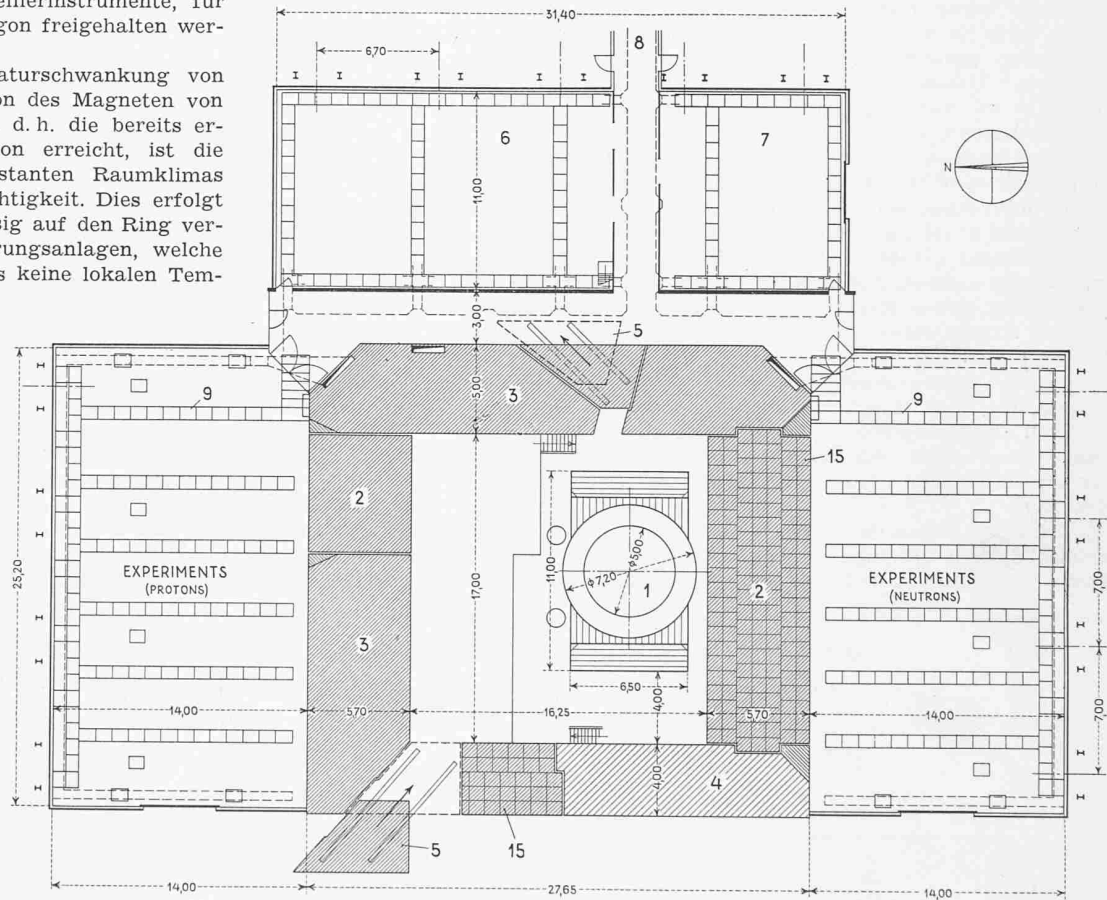 eilerinstrumente, für
gon freigehalten wer-
aturschwankung von
on des Magneten von
d. h. die bereits er-
on erreicht, ist die
stanten Raumklimas
htigkeit. Dies erfolgt
sig auf den Ring ver-
rungsanlagen, welche
s keine lokalen Tem-
31,40
6,70
8
6
7
11,00
N
3,00
5
5,00
3
9
9
15
2
11,00
ϕ5,00
ϕ7,20
1
2
17,00
25,20
EXPERIMENTS
(PROTONS)
EXPERIMENTS
(NEUTRONS)
7,00
3
6,50
4,00
7,00
14,00
5,70
16,25
5,70
14,00
4,00
4
5
15
14,00
27,65
14,00